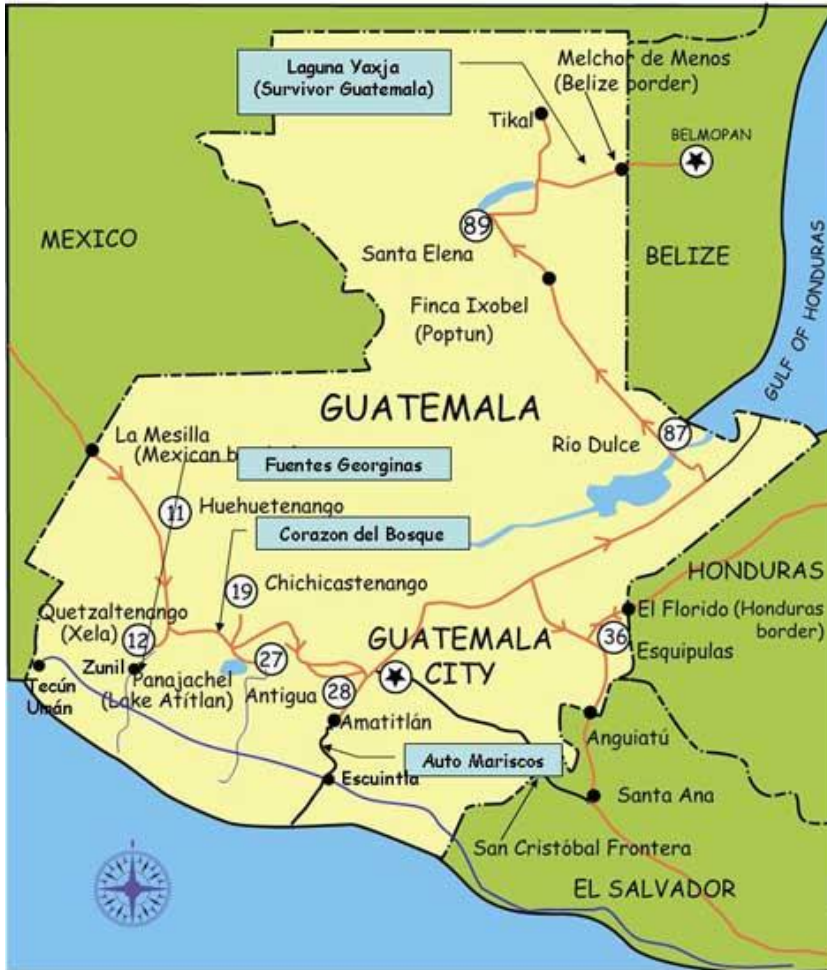 Laguna Yaxja
(Survivor Guatemala)
Melchor de Menos
(Belize border)
Tikal
BELMOPAN
MEXICO
89
Santa Elena
BELIZE
Finca Ixobel
(Poptun)
GULF OF HONDURAS
GUATEMALA
La Mesilla
(Mexican b
Rio Dulce
87
Fuentes Georginas
11
Huehuetenango
Corazon del Bosque
19
Chichicastenango
HONDURAS
El Florido (Honduras
border)
Quetzaltenango
(Xela)
12
Zunil
GUATEMALA
CITY
36
Esquipulas
27
Panajachel
(Lake Atítlan)
Antigua
28
Tecún
Umán
Amatitlán
Anguiatú
Auto Mariscos
Escuintla
Santa Ana
San Cristóbal Frontera
EL SALVADOR